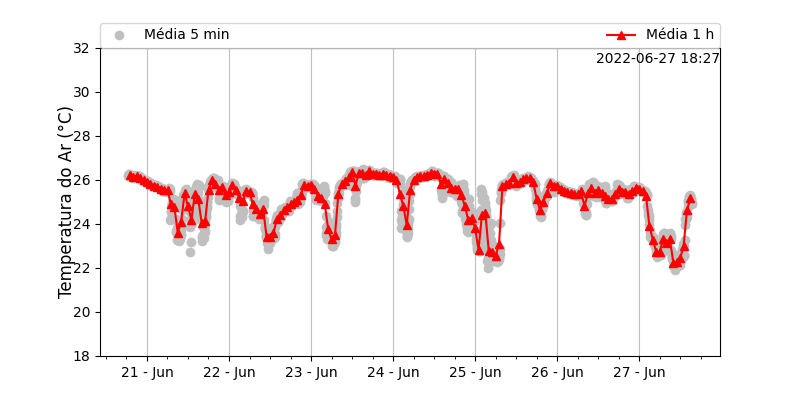 Média 5 min
Média 1 h
2022-06-27 18:27
Temperatura do Ar (°C)
32
30
28
26
24
22
20
18
21 - Jun
22 - Jun
23 - Jun
24 - Jun
25 - Jun
26 - Jun
27 - Jun